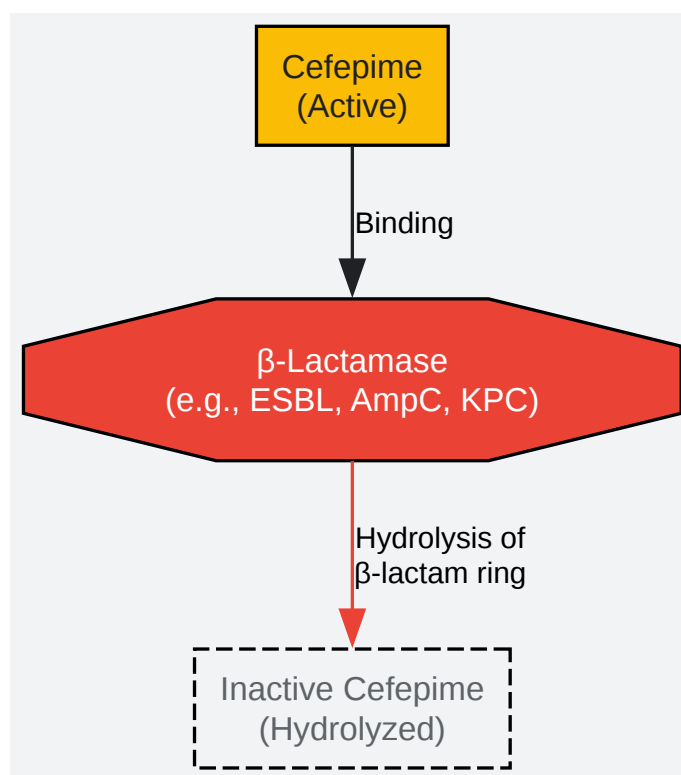 Cefepime
(Active)
Binding
β-Lactamase
(e.g., ESBL, AmpC, KPC)
Hydrolysis of
β-lactam ring
Inactive Cefepime
(Hydrolyzed)